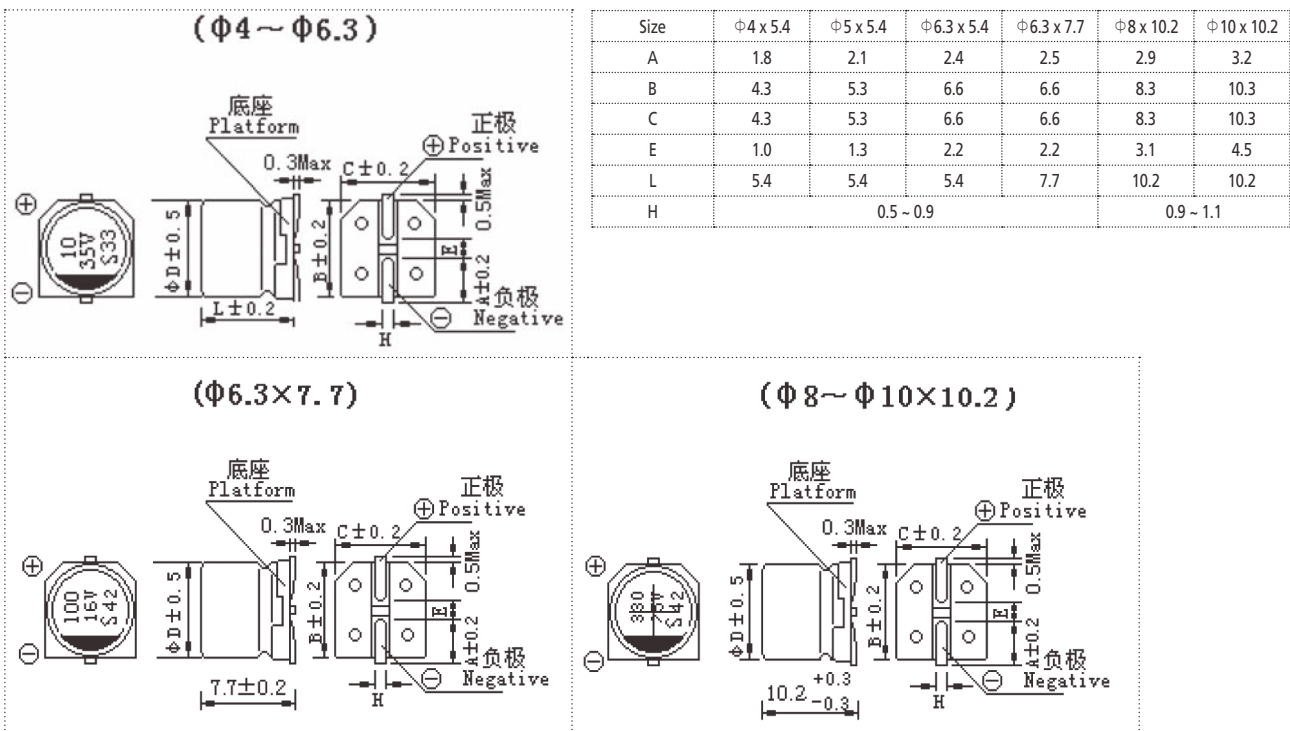 (Φ4～Φ6.3)
底座
Platform
正极
⊕Positive
0.3Max
C±0.2
0.5Max
⊕
10
35V
S33
⊖
ΦD±0.5
L±0.2
B±0.2
E
A±0.2
负极
⊖ Negative
H
Size Φ4 x 5.4 Φ5 x 5.4 Φ6.3 x 5.4 Φ6.3 x 7.7 Φ8 x 10.2 Φ10 x 10.2
A 1.8 2.1 2.4 2.5 2.9 3.2
B 4.3 5.3 6.6 6.6 8.3 10.3
C 4.3 5.3 6.6 6.6 8.3 10.3
E 1.0 1.3 2.2 2.2 3.1 4.5
L 5.4 5.4 5.4 7.7 10.2 10.2
H 0.5 ~ 0.9 0.9 ~ 1.1
(Φ6.3×7.7)
底座
Platform
正极
⊕Positive
0.3Max
C±0.2
0.5Max
⊕
100
16V
S42
⊖
ΦD±0.5
7.7±0.2
B±0.2
E
A±0.2
负极
⊖ Negative
H
(Φ8～Φ10×10.2)
底座
Platform
正极
⊕Positive
0.3Max
C±0.2
0.5Max
⊕
330
S42
⊖
ΦD±0.5
10.2 +0.3 -0.3
B±0.2
E
A±0.2
负极
⊖ Negative
H